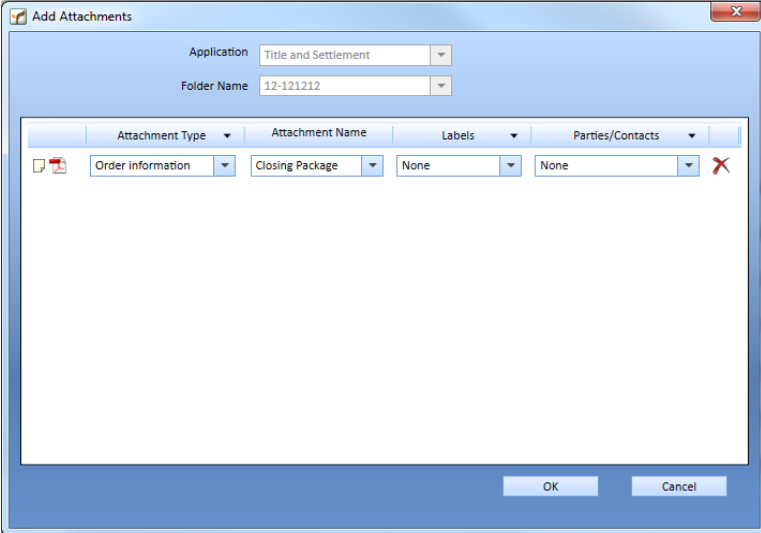 Add Attachments
Application Title and Settlement
Folder Name 12-121212
Attachment Type Attachment Name Labels Parties/Contacts
Order information Closing Package None None
OK Cancel